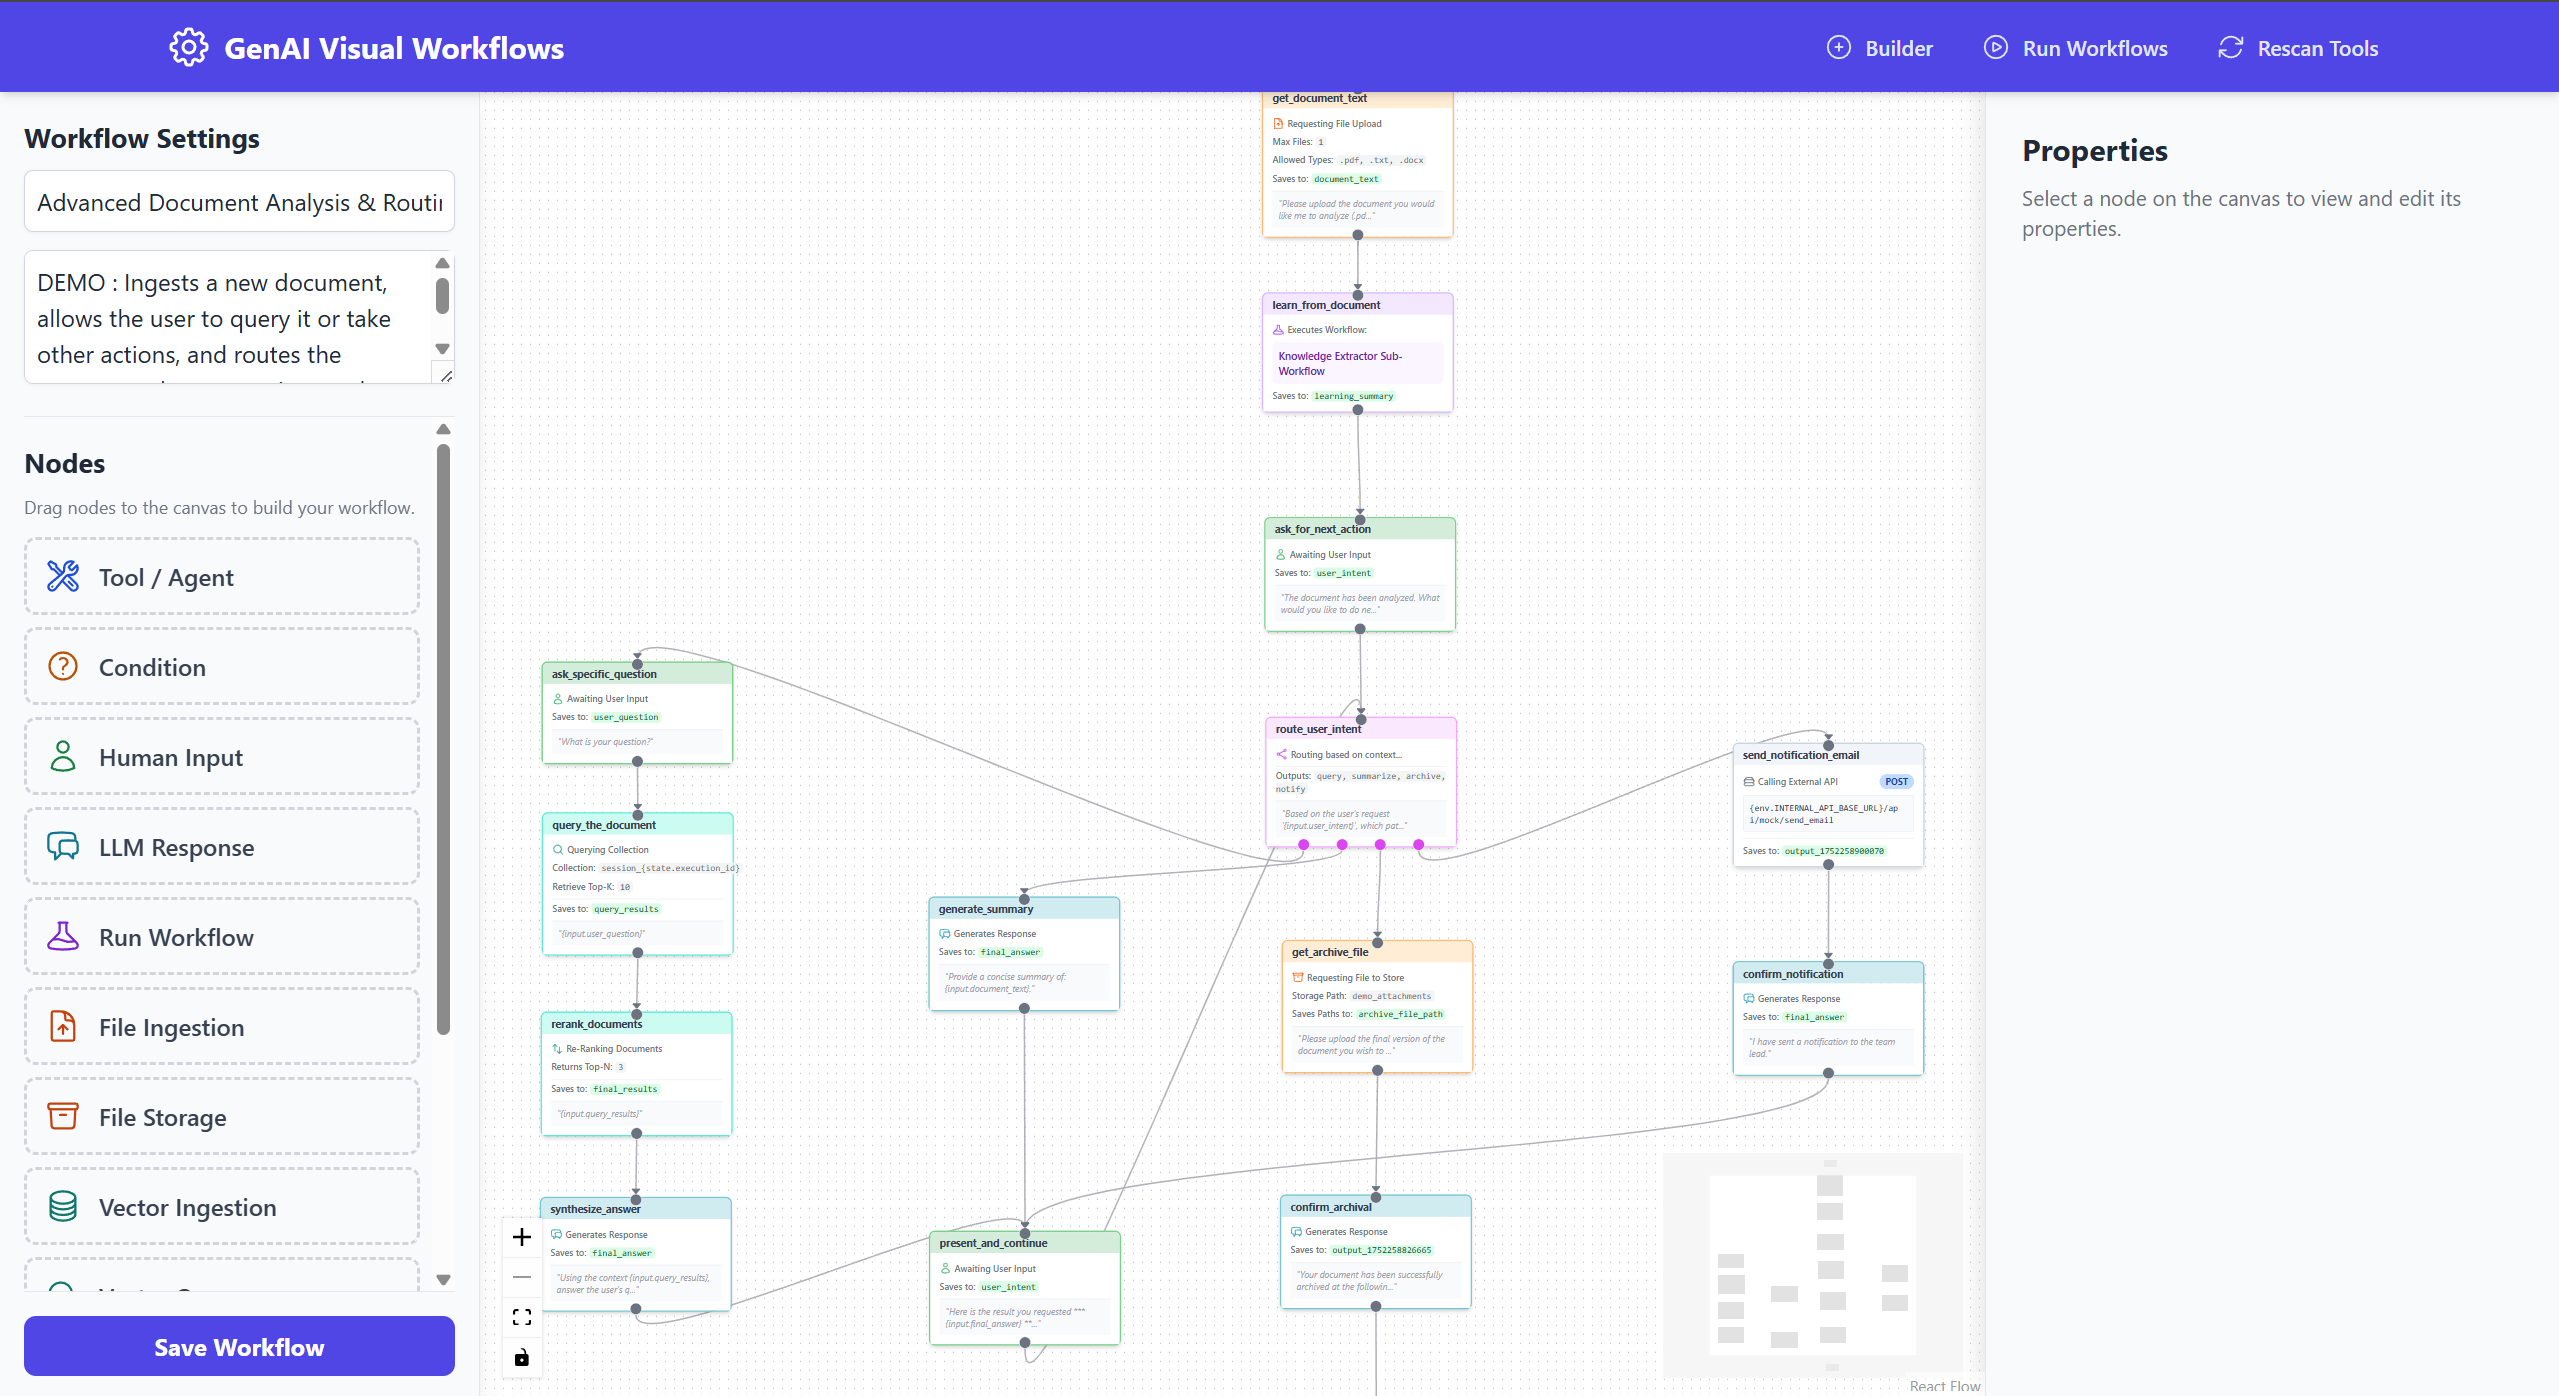 GenAI Visual Workflows
Builder
Run Workflows
Rescan Tools
Workflow Settings
Advanced Document Analysis & Routin
DEMO : Ingests a new document,
allows the user to query it or take
other actions, and routes the
Nodes
Drag nodes to the canvas to build your workflow.
Tool / Agent
Condition
Human Input
LLM Response
Run Workflow
File Ingestion
File Storage
Vector Ingestion
Save Workflow
get_document_text
Requesting File Upload
Max Files: 1
Allowed Types: .pdf, .txt, .docx
Saves to: document_text
"Please upload the document you would
like me to analyze (.pd..."
learn_from_document
Executes Workflow:
Knowledge Extractor Sub-
Workflow
Saves to: learning_summary
ask_for_next_action
Awaiting User Input
Saves to: user_intent
"The document has been analyzed. What
would you like to do ne..."
ask_specific_question
Awaiting User Input
Saves to: user_question
"What is your question?"
route_user_intent
Routing based on context...
Outputs: query, summarize, archive,
notify
"Based on the user's request
'{input.user_intent}', which pat..."
send_notification_email
Calling External API
POST
{env.INTERNAL_API_BASE_URL}/ap
i/mock/send_email
Saves to: output_1752258900070
query_the_document
Querying Collection
Collection: session_{state.execution_id}
Retrieve Top-K: 10
Saves to: query_results
"{input.user_question}"
generate_summary
Generates Response
Saves to: final_answer
"Provide a concise summary of:
{input.document_text}."
get_archive_file
Requesting File to Store
Storage Path: demo_attachments
Saves Paths to: archive_file_path
"Please upload the final version of the
document you wish to ..."
confirm_notification
Generates Response
Saves to: final_answer
"I have sent a notification to the team
lead."
rerank_documents
Re-Ranking Documents
Returns Top-N: 3
Saves to: final_results
"{input.query_results}"
synthesize_answer
Generates Response
Saves to: final_answer
"Using the context {input.query_results},
answer the user's q..."
present_and_continue
Awaiting User Input
Saves to: user_intent
"Here is the result you requested ***
{input.final_answer} **..."
confirm_archival
Generates Response
Saves to: output_1752258826665
"Your document has been successfully
archived at the followin..."
React Flow
Properties
Select a node on the canvas to view and edit its
properties.